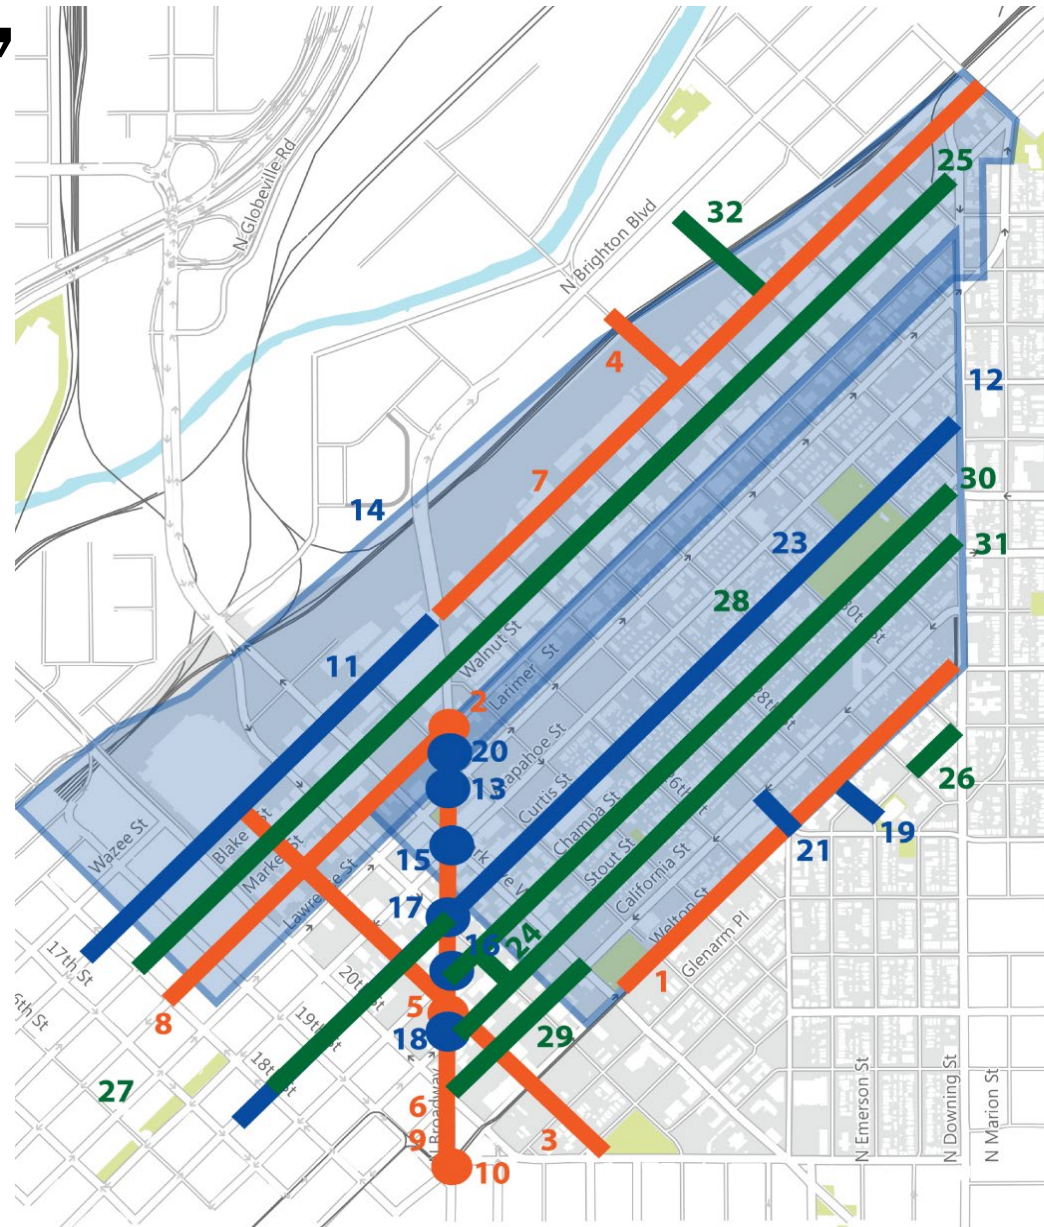 N Globeville Rd
25
32
N Brighton Blvd
4
12
7
30
14
23
31
28
30th St
Walnut St
11
Larimer St
28th St
2
20
13
Curtis St
Champa St
26
Wazee St
Blake St
Market St
Lawrence St
15
Stout St
California St
21
19
17
Welton St
16
24
Glenarm Pl
17th St
20th St
1
8
5
19th St
18
29
18th St
27
6
N Broadway
9
3
10
N Emerson St
N Downing St
N Marion St